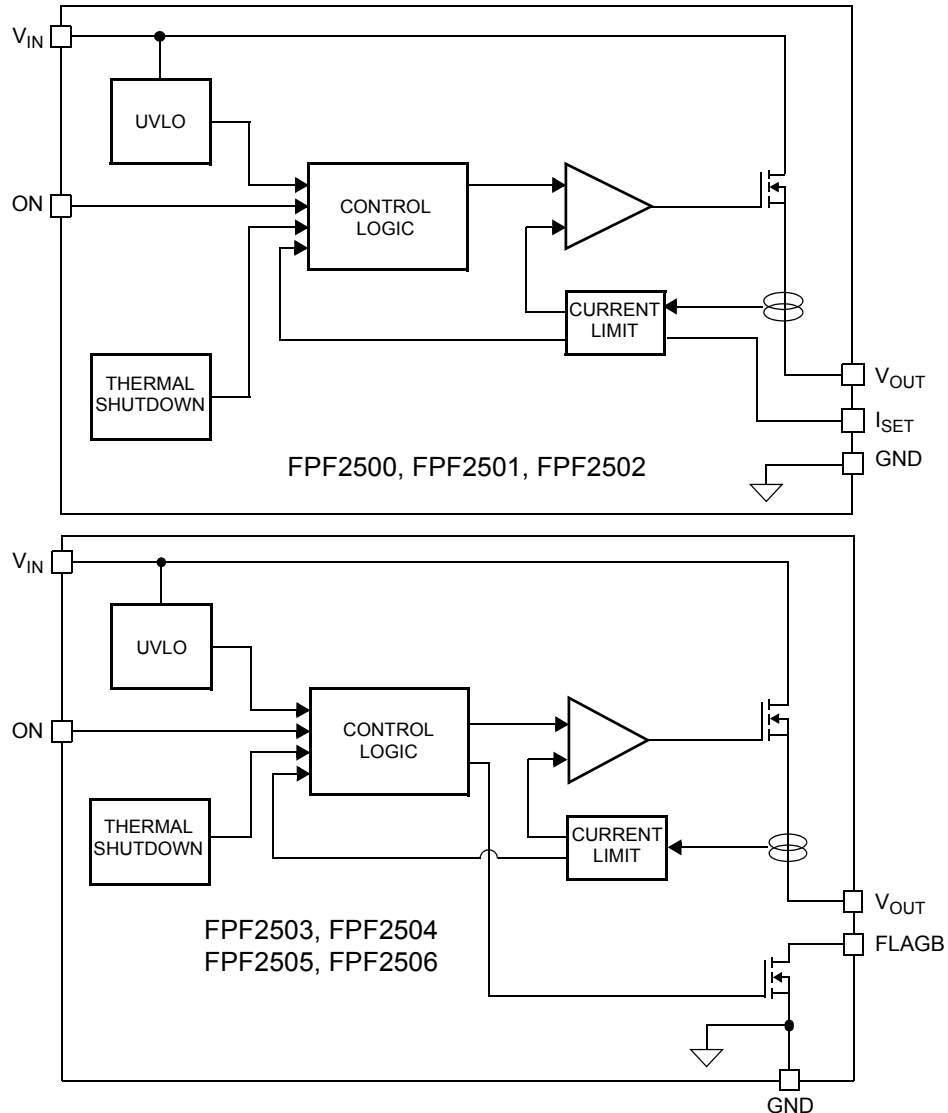 VIN
UVLO
ON
CONTROL
LOGIC
CURRENT
LIMIT
THERMAL
SHUTDOWN
VOUT
ISET
GND
FPF2500, FPF2501, FPF2502
VIN
UVLO
ON
CONTROL
LOGIC
THERMAL
SHUTDOWN
CURRENT
LIMIT
VOUT
FLAGB
FPF2503, FPF2504
FPF2505, FPF2506
GND